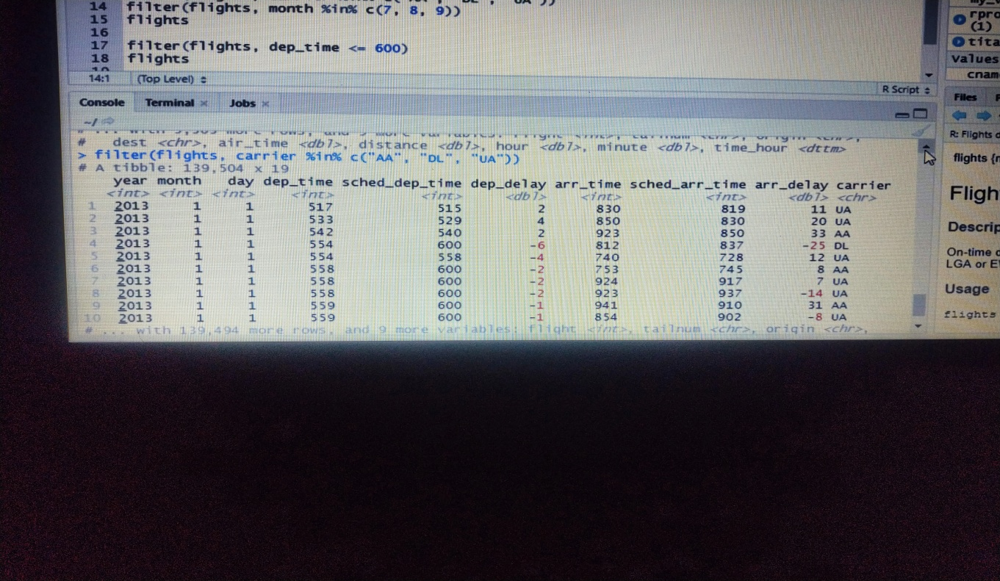 14 filter(flights, month %in% c(7, 8, 9))
15 flights
16
17 filter(flights, dep_time <= 600)
18 flights
14:1 (Top Level) R Script
Console Terminal × Jobs ×
~/
# dest <chr>, air_time <dbl>, distance <dbl>, hour <dbl>, minute <dbl>, time_hour <dttm>
> filter(flights, carrier %in% c("AA", "DL", "UA"))
# A tibble: 139,504 x 19
year month day dep_time sched_dep_time dep_delay arr_time sched_arr_time arr_delay carrier
<int> <int> <int> <int> <int> <dbl> <int> <int> <dbl> <chr>
1 2013 1 1 517 515 2 830 819 11 UA
2 2013 1 1 533 529 4 850 830 20 UA
3 2013 1 1 542 540 2 923 850 33 AA
4 2013 1 1 554 600 -6 812 837 -25 DL
5 2013 1 1 554 558 -4 740 728 12 UA
6 2013 1 1 558 600 -2 753 745 8 AA
7 2013 1 1 558 600 -2 924 917 7 UA
8 2013 1 1 558 600 -2 923 937 -14 UA
9 2013 1 1 559 600 -1 941 910 31 AA
10 2013 1 1 559 600 -1 854 902 -8 UA
# ... with 139,494 more rows, and 9 more variables: flight <int>, tailnum <chr>, origin <chr>,
rpro
(1)
tita
Values
cnam
Files
R: Flights d
flights {n
Fligh
Descrip
On-time d
LGA or E
Usage
flights